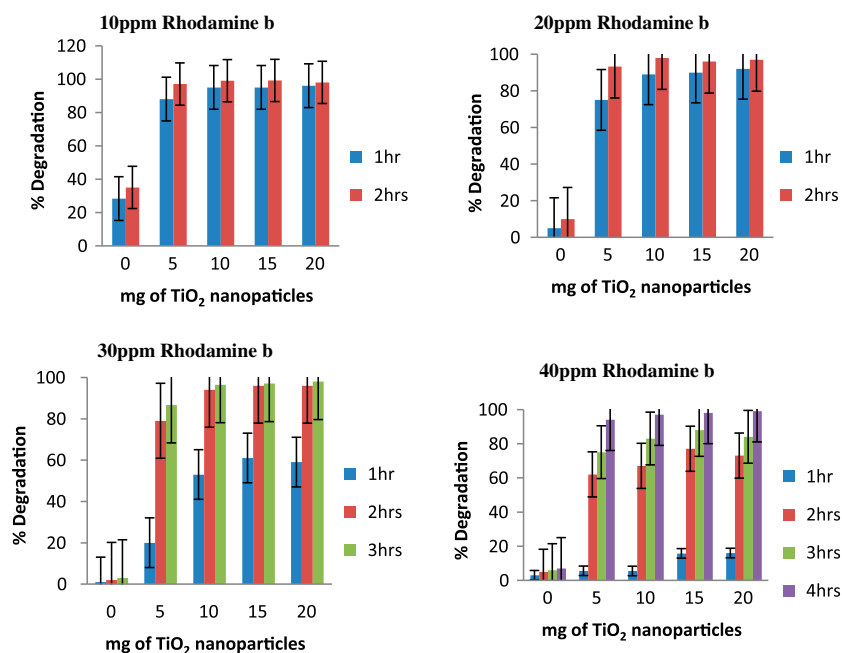 10ppm Rhodamine b
120
100
80
60
40
20
0
% Degradation
0 5 10 15 20
mg of TiO₂ nanopaticles
1hr
2hrs
20ppm Rhodamine b
100
80
60
40
20
0
% Degradation
0 5 10 15 20
mg of TiO₂ nanoparticles
1hr
2hrs
30ppm Rhodamine b
100
80
60
40
20
0
% Degradation
0 5 10 15 20
mg of TiO₂ nanoparticles
1hr
2hrs
3hrs
40ppm Rhodamine b
100
80
60
40
20
0
% Degradation
0 5 10 15 20
mg of TiO₂ nanoparticles
1hr
2hrs
3hrs
4hrs